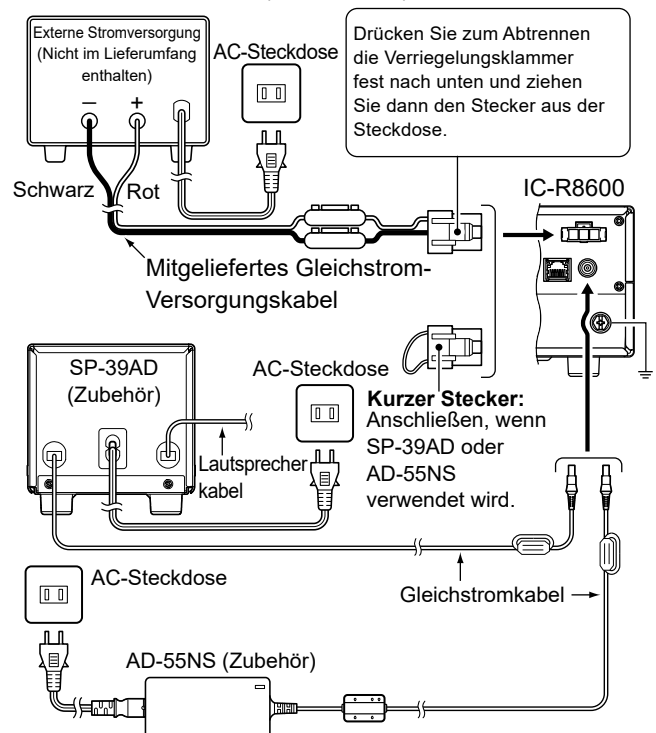 Externe Stromversorgung
(Nicht im Lieferumfang
enthalten)
AC-Steckdose
Drücken Sie zum Abtrennen
die Verriegelungsklammer
fest nach unten und ziehen
Sie dann den Stecker aus der
Steckdose.
– +
Schwarz Rot
IC-R8600
Mitgeliefertes Gleichstrom-
Versorgungskabel
SP-39AD
(Zubehör)
AC-Steckdose
Kurzer Stecker:
Anschließen, wenn
SP-39AD oder
AD-55NS
verwendet wird.
Lautsprecher
kabel
AC-Steckdose
Gleichstromkabel
AD-55NS (Zubehör)